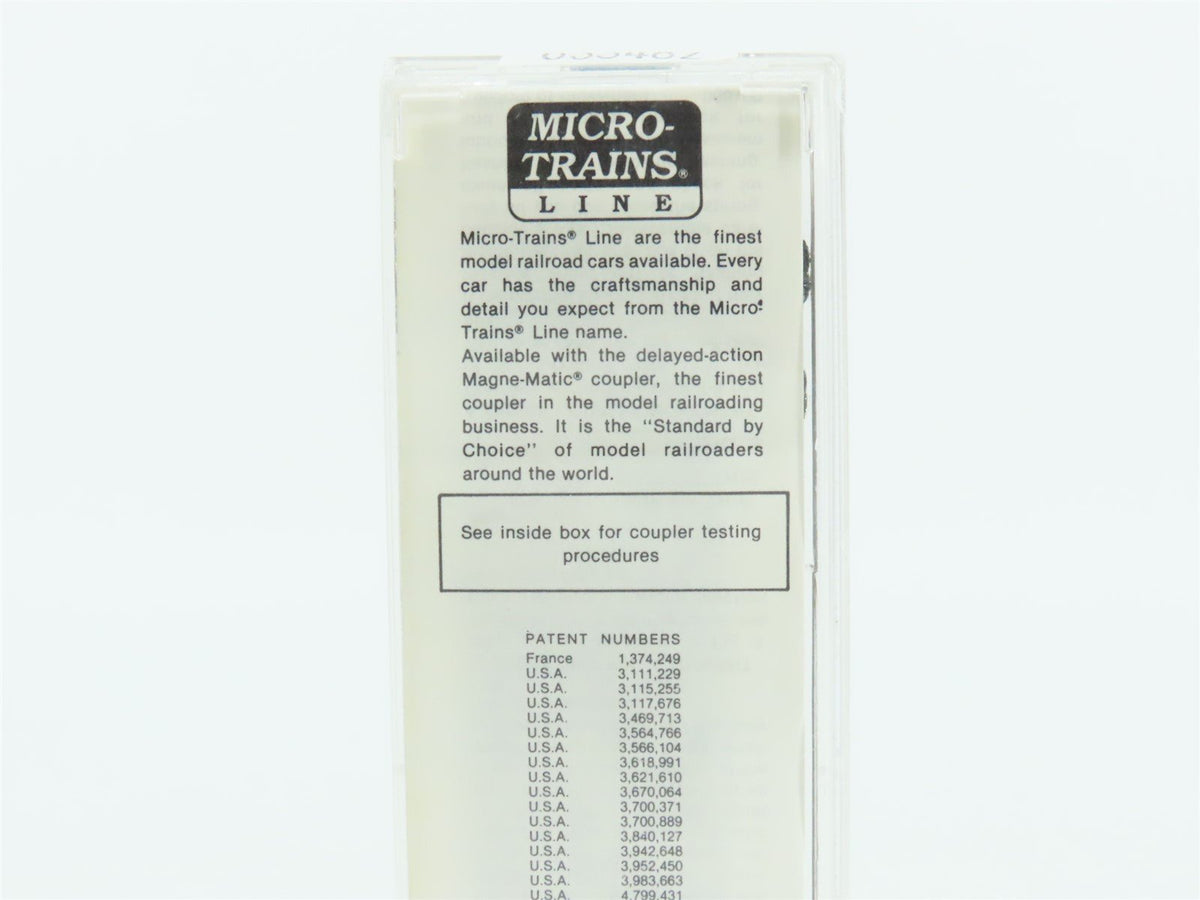 MICRO-
TRAINS®
LINE
Micro-Trains® Line are the finest
model railroad cars available. Every
car has the craftsmanship and
detail you expect from the Micro-
Trains® Line name.
Available with the delayed-action
Magne-Matic® coupler, the finest
coupler in the model railroading
business. It is the "Standard by
Choice" of model railroaders
around the world.
See inside box for coupler testing
procedures
PATENT NUMBERS
France 1,374,249
U.S.A. 3,111,229
U.S.A. 3,115,255
U.S.A. 3,117,676
U.S.A. 3,469,713
U.S.A. 3,564,766
U.S.A. 3,566,104
U.S.A. 3,618,991
U.S.A. 3,621,610
U.S.A. 3,670,064
U.S.A. 3,700,371
U.S.A. 3,700,889
U.S.A. 3,840,127
U.S.A. 3,942,648
U.S.A. 3,952,450
U.S.A. 3,983,663
U.S.A. 4,799,431